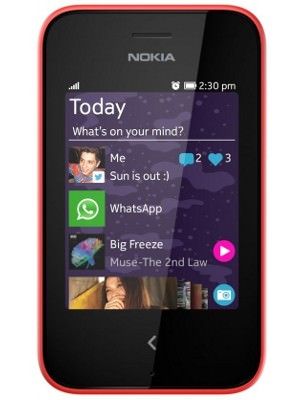 NOKIA
2:30 pm
Today
What's on your mind?
Me
2
3
Sun is out :)
WhatsApp
Big Freeze
Muse-The 2nd Law